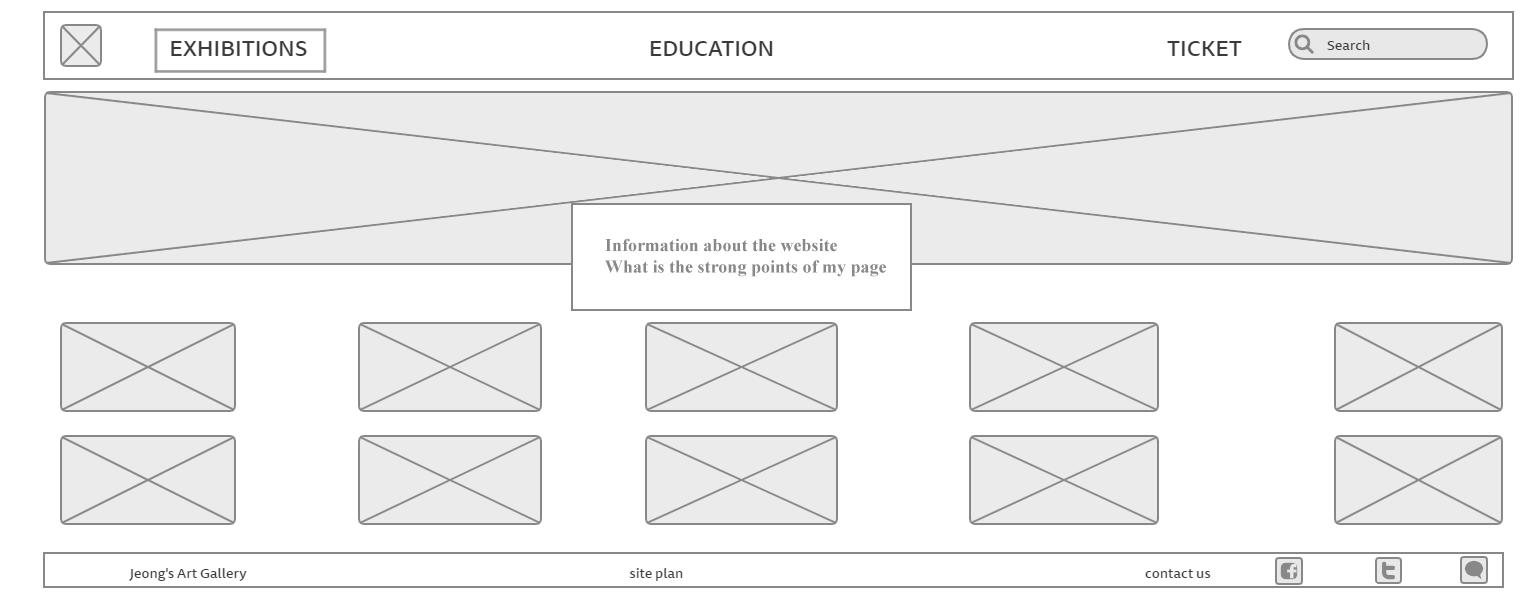 EXHIBITIONS
EDUCATION
TICKET
Search
Information about the website
What is the strong points of my page
Jeong's Art Gallery
site plan
contact us